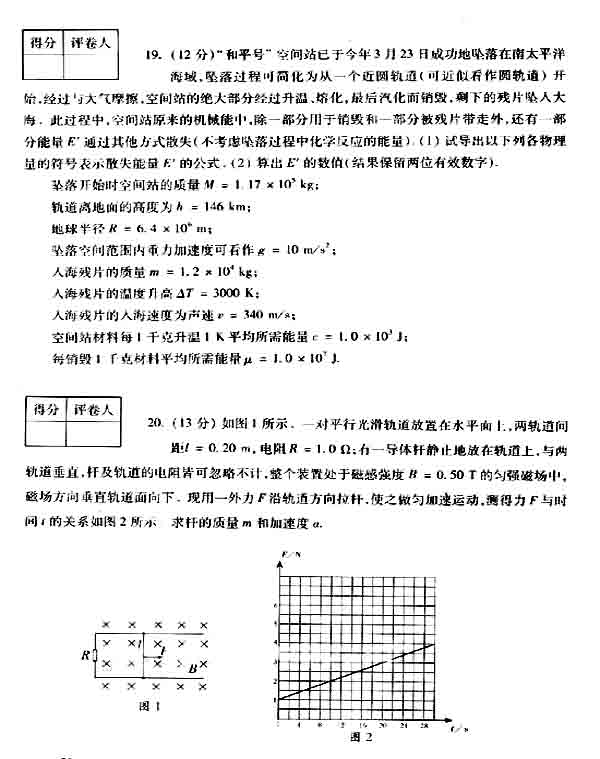 得分 评卷人
19. (12 分) "和平号" 空间站已于今年 3 月 23 日成功地坠落在南太平洋
海域,坠落过程可简化为从一个近圆轨道(可近似看作圆轨道) 开
始,经过与大气摩擦,空间站的绝大部分经过升温、熔化,最后汽化而销毁,剩下的残片坠入大
海. 此过程中,空间站原来的机械能中,除一部分用于销毁和一部分被残片带走外,还有一部
分能量 E′ 通过其他方式散失(不考虑坠落过程中化学反应的能量). (1) 试导出以下列各物理
量的符号表示散失能量 E′ 的公式. (2) 算出 E′ 的数值(结果保留两位有效数字).
坠落开始时空间站的质量 M = 1.17 × 10⁵ kg;
轨道离地面的高度为 h = 146 km;
地球半径 R = 6.4 × 10⁶ m;
坠落空间范围内重力加速度可看作 g = 10 m/s²;
入海残片的质量 m = 1.2 × 10⁴ kg;
入海残片的温度升高 ΔT = 3000 K;
入海残片的入海速度为声速 v = 340 m/s;
空间站材料每 1 千克升温 1 K 平均所需能量 c = 1.0 × 10³ J;
每销毁 1 千克材料平均所需能量 μ = 1.0 × 10⁷ J.
得分 评卷人
20. (13 分) 如图 1 所示. 一对平行光滑轨道放置在水平面上,两轨道间
距 l = 0.20 m, 电阻 R = 1.0 Ω; 有一导体杆静止地放在轨道上,与两
轨道垂直,杆及轨道的电阻皆可忽略不计,整个装置处于磁感强度 B = 0.50 T 的匀强磁场中,
磁场方向垂直轨道面向下. 现用一外力 F 沿轨道方向拉杆,使之做匀加速运动,测得力 F 与时
间 t 的关系如图 2 所示 求杆的质量 m 和加速度 a.
R l B
图 1
F/N
6
5
4
3
2
1
4 8 12 16 20 24 28
t/s
图 2